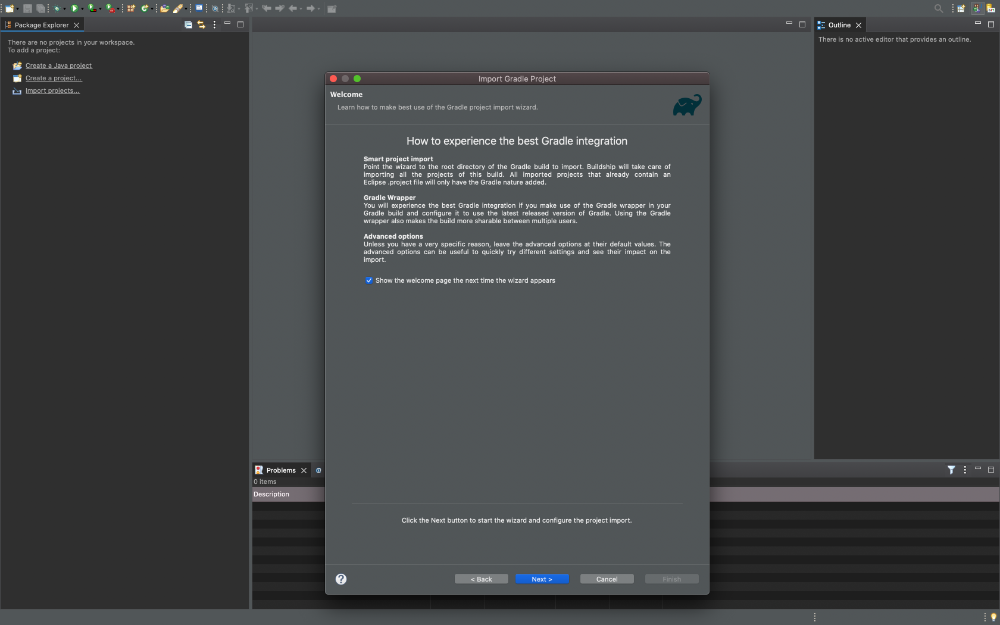 Package Explorer
Outline
There are no projects in your workspace.
To add a project:
Create a Java project
Create a project...
Import projects...
There is no active editor that provides an outline.
Import Gradle Project
Welcome
Learn how to make best use of the Gradle project import wizard.
How to experience the best Gradle integration
Smart project import
Point the wizard to the root directory of the Gradle build to import. Buildship will take care of
importing all the projects of this build. All imported projects that already contain an
Eclipse .project file will only have the Gradle nature added.
Gradle Wrapper
You will experience the best Gradle integration if you make use of the Gradle wrapper in your
Gradle build and configure it to use the latest released version of Gradle. Using the Gradle
wrapper also makes the build more sharable between multiple users.
Advanced options
Unless you have a very specific reason, leave the advanced options at their default values. The
advanced options can be useful to quickly try different settings and see their impact on the
import.
Show the welcome page the next time the wizard appears
Problems
0 items
Description
Click the Next button to start the wizard and configure the project import.
?
< Back
Next >
Cancel
Finish